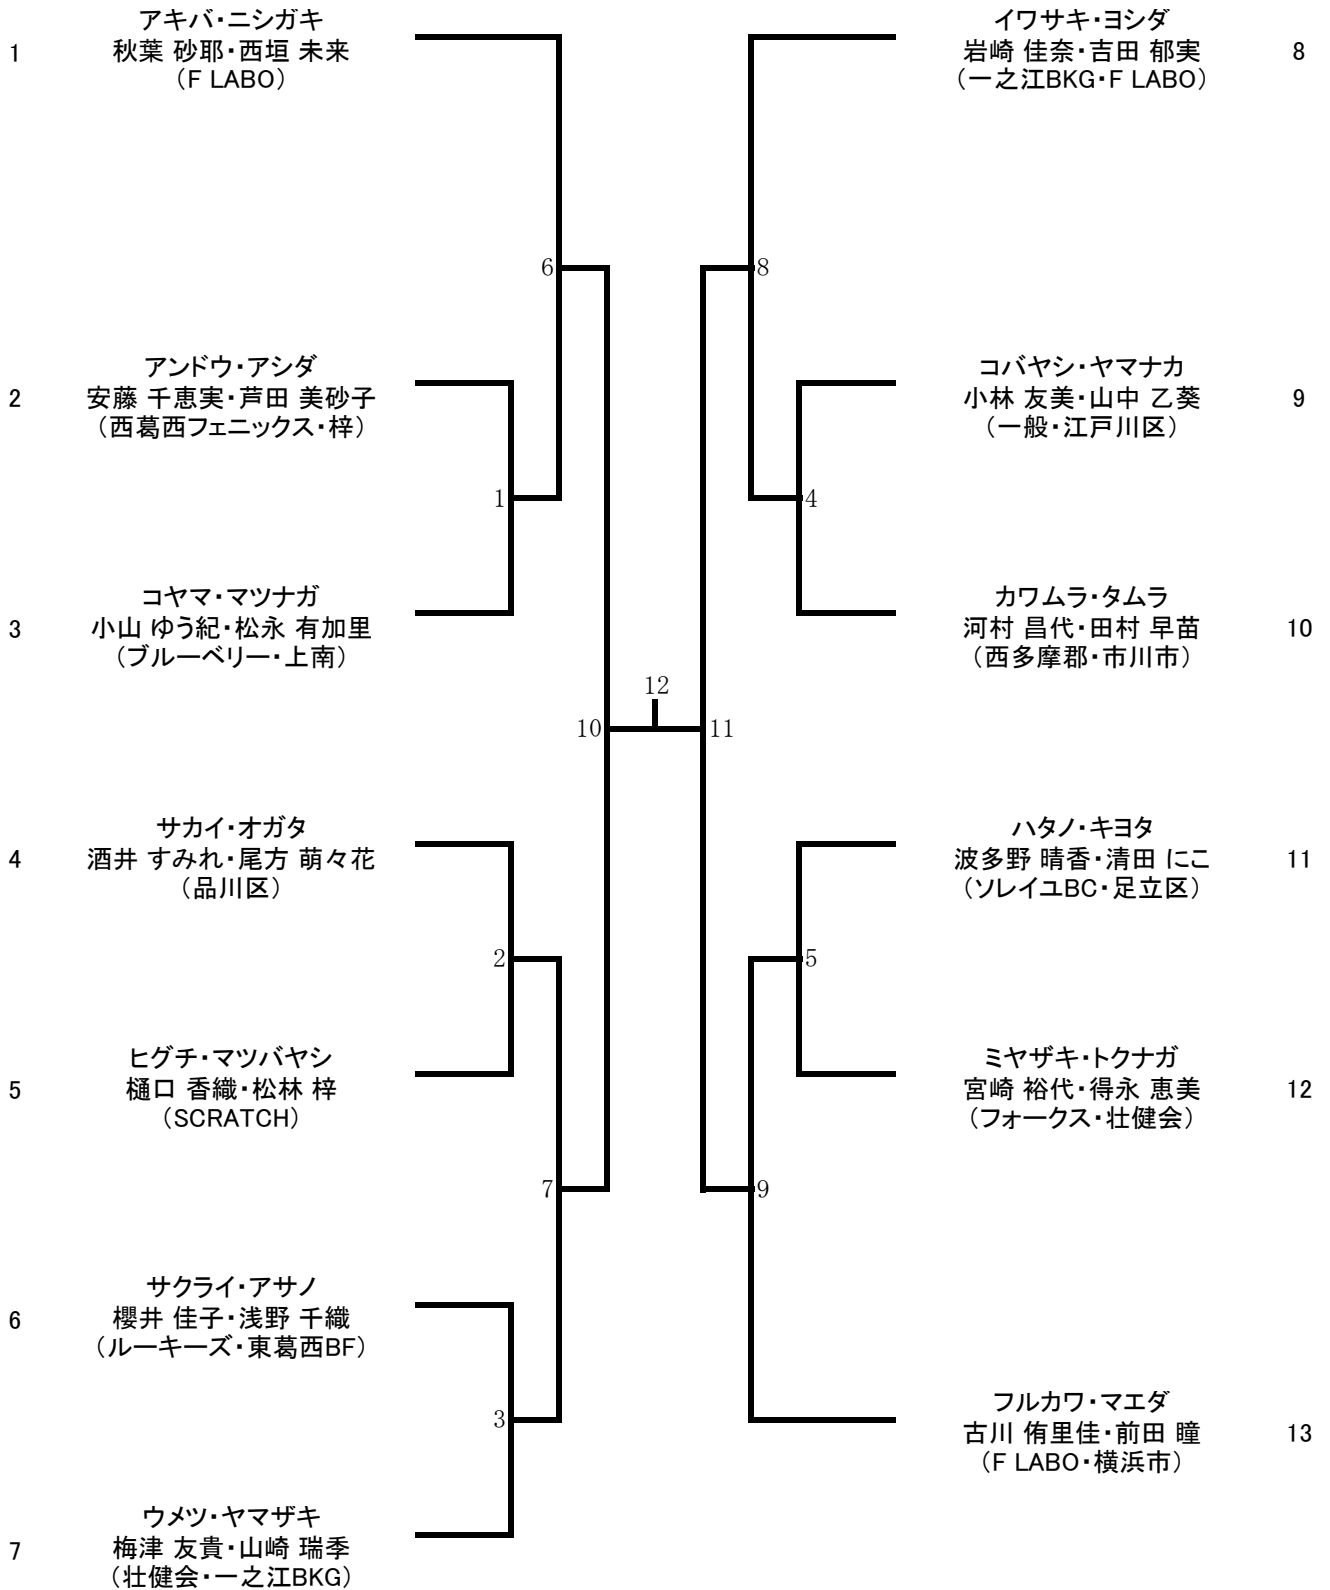 アキバ・ニシガキ
1
秋葉 砂耶・西垣 未来
（F LABO）
アンドウ・アシダ
2
安藤 千恵実・芦田 美砂子
（西葛西フェニックス・梓）
コヤマ・マツナガ
3
小山 ゆう紀・松永 有加里
（ブルーベリー・上南）
サカイ・オガタ
4
酒井 すみれ・尾方 萌々花
（品川区）
ヒグチ・マツバヤシ
5
樋口 香織・松林 梓
（SCRATCH）
サクライ・アサノ
6
櫻井 佳子・浅野 千織
（ルーキーズ・東葛西BF）
ウメツ・ヤマザキ
7
梅津 友貴・山崎 瑞季
（壮健会・一之江BKG）
6
1
2
7
3
10
12
11
8
4
5
9
イワサキ・ヨシダ
岩崎 佳奈・吉田 郁実
8
（一之江BKG・F LABO）
コバヤシ・ヤマナカ
小林 友美・山中 乙葵
9
（一般・江戸川区）
カワムラ・タムラ
河村 昌代・田村 早苗
10
（西多摩郡・市川市）
ハタノ・キヨタ
波多野 晴香・清田 にこ
11
（ソレイユBC・足立区）
ミヤザキ・トクナガ
宮崎 裕代・得永 恵美
12
（フォークス・壮健会）
フルカワ・マエダ
古川 侑里佳・前田 瞳
13
（F LABO・横浜市）